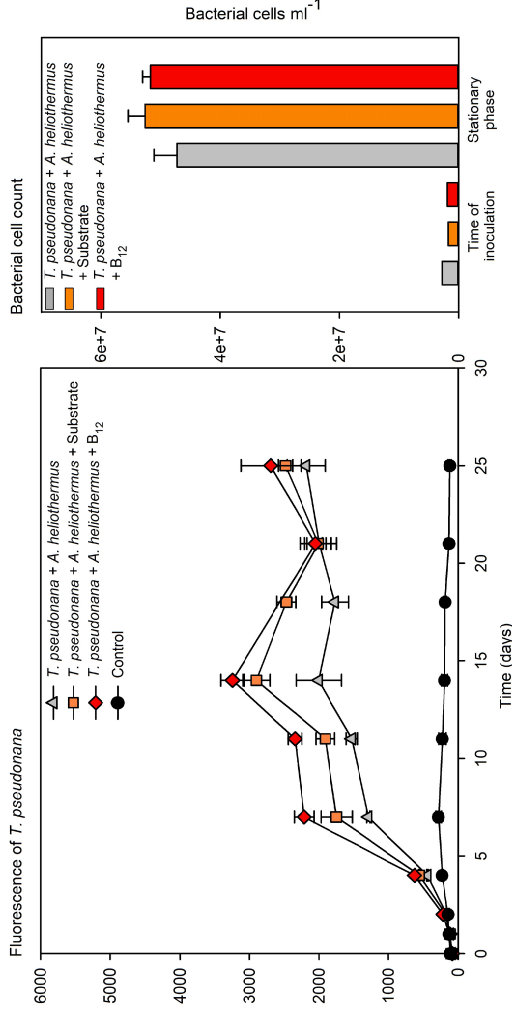 Fluorescence of T. pseudonana
6000
5000
4000
3000
2000
1000
0
T. pseudonana + A. heliothermus
T. pseudonana + A. heliothermus + Substrate
T. pseudonana + A. heliothermus + B12
Control
0
5
10
15
20
25
30
Time (days)
Bacterial cell count
T. pseudonana + A. heliothermus
T. pseudonana + A. heliothermus
+ Substrate
T. pseudonana + A. heliothermus
+ B12
6e+7
4e+7
2e+7
0
Time of
inoculation
Stationary
phase
Bacterial cells ml-1